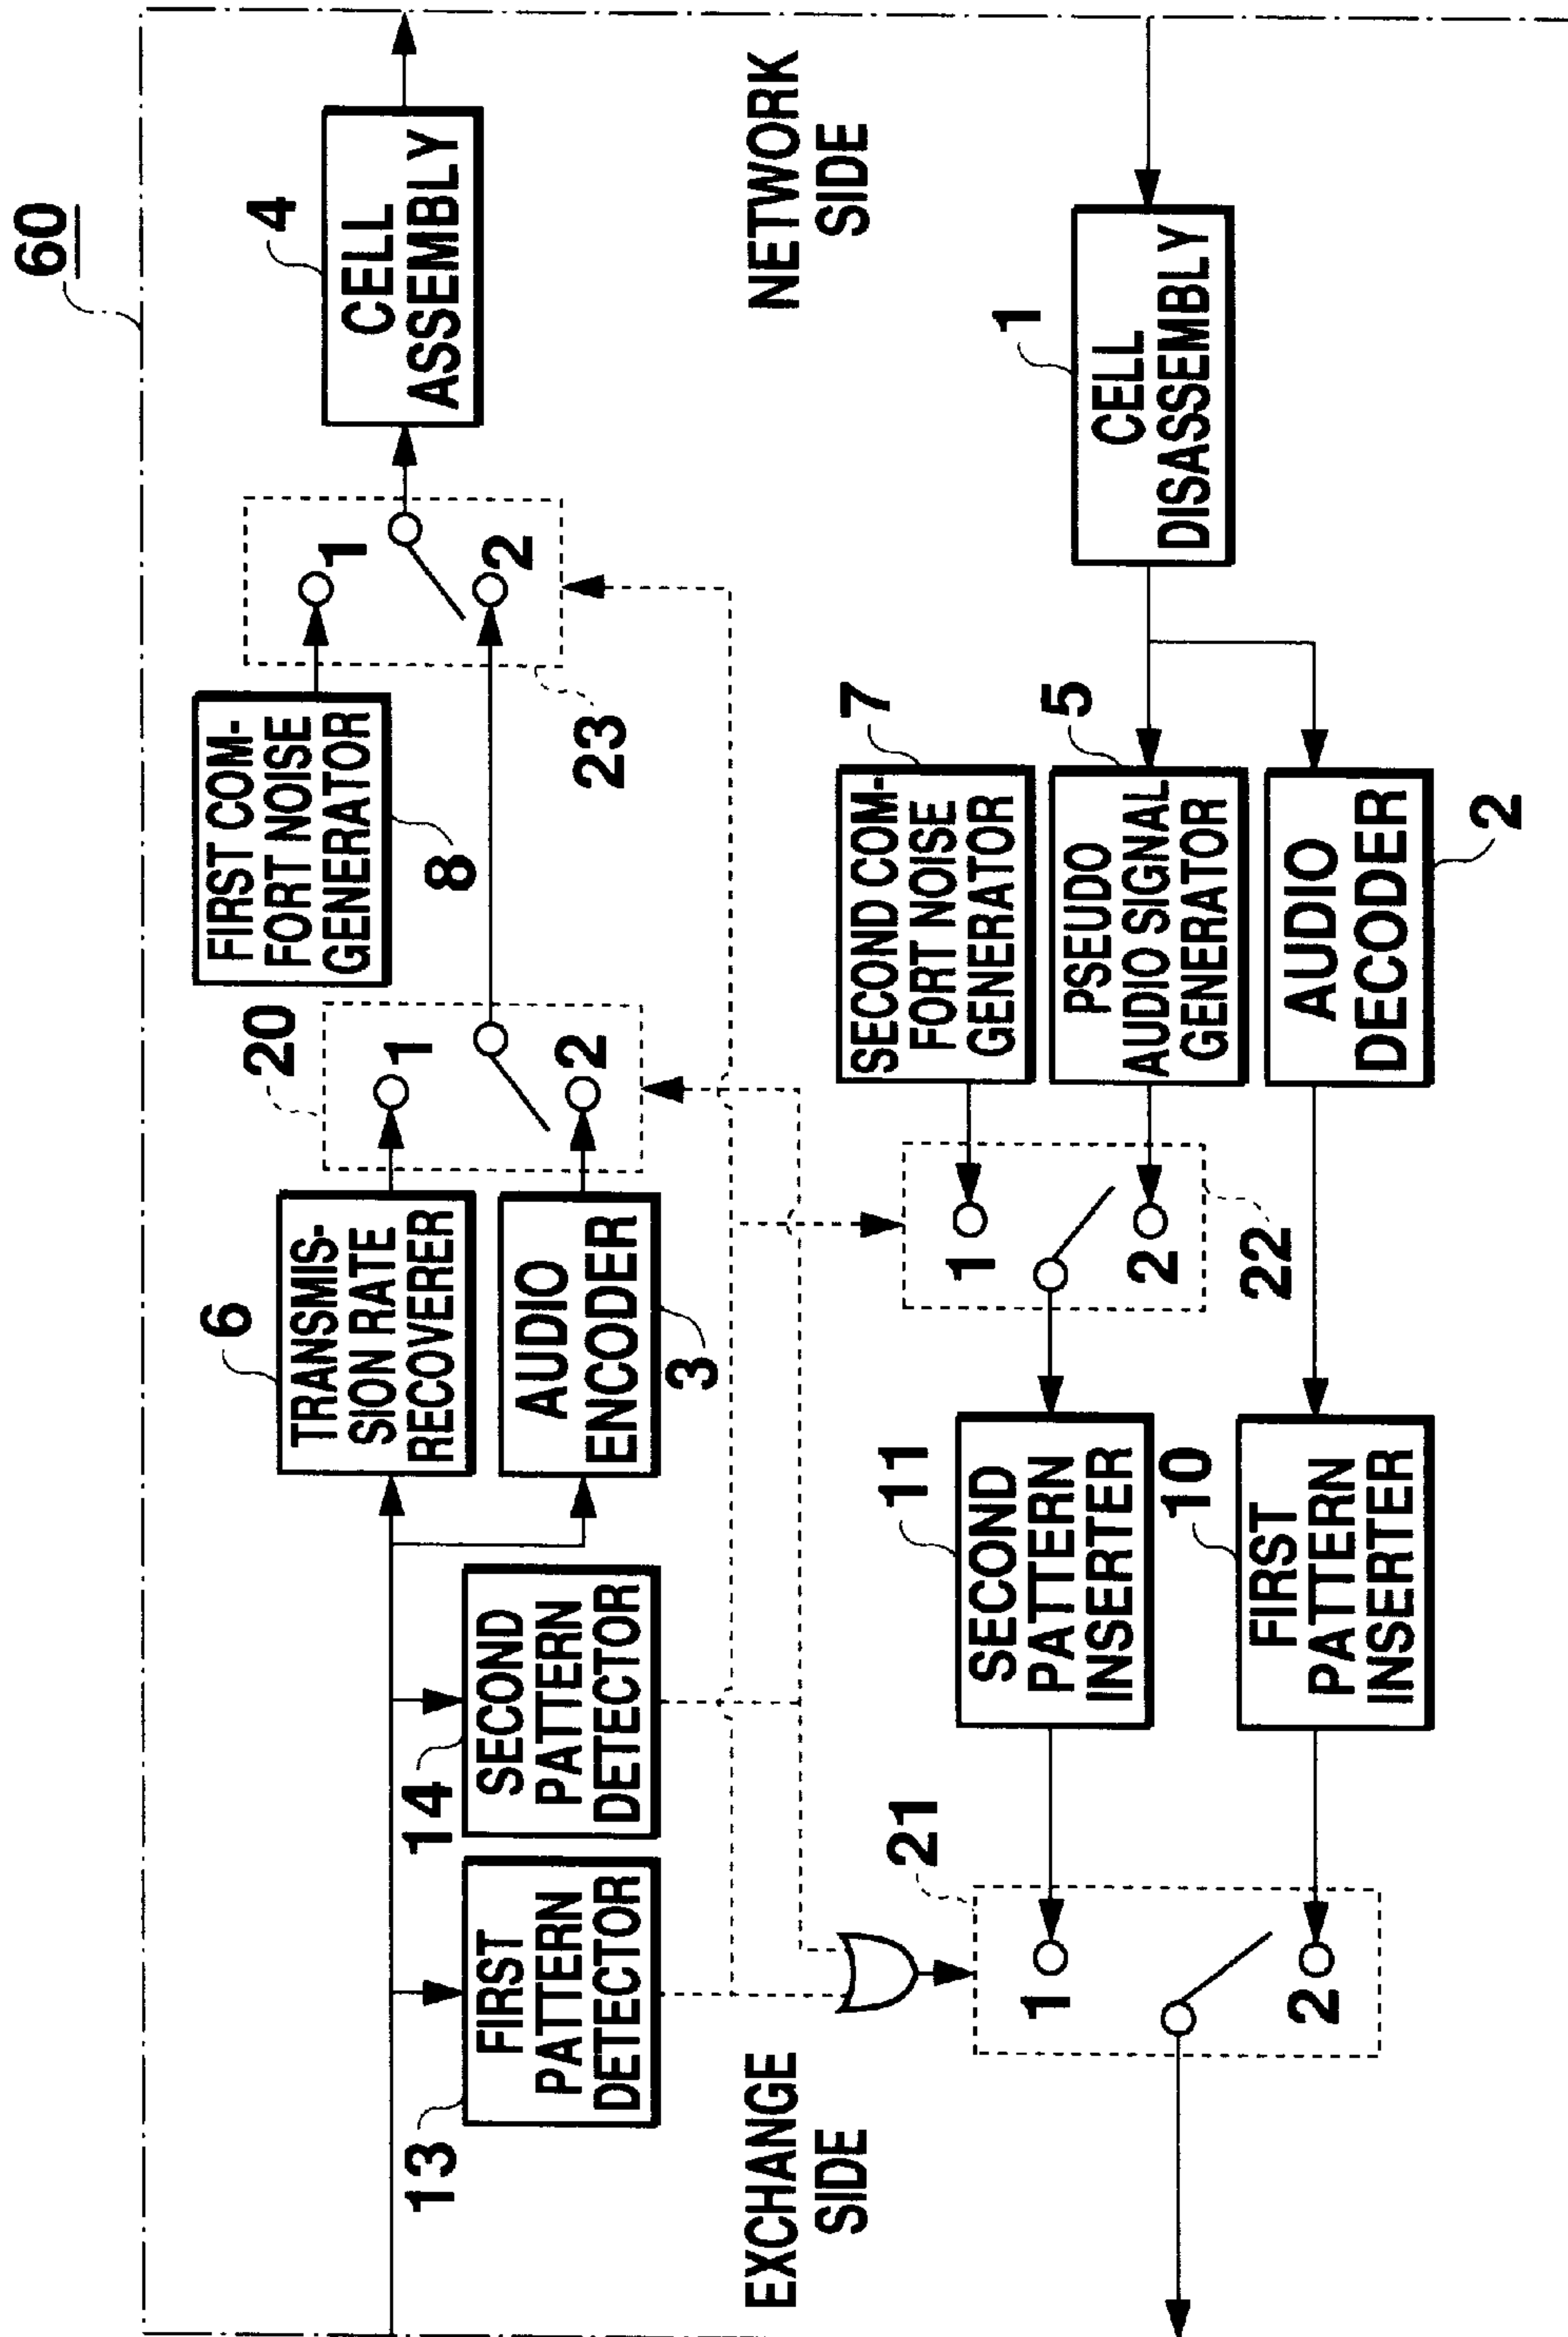 60
FIRST COM-
FORT NOISE
GENERATOR
8
23
1
2
4
CELL
ASSEMBLY
20
1
2
6
TRANSMIS-
SION RATE
RECOVERER
AUDIO
ENCODER
3
14
SECOND
PATTERN
DETECTOR
13
FIRST
PATTERN
DETECTOR
EXCHANGE
SIDE
NETWORK
SIDE
21
1
2
11
SECOND
PATTERN
INSERTER
10
FIRST
PATTERN
INSERTER
22
1
2
7
SECOND COM-
FORT NOISE
GENERATOR
5
PSEUDO
AUDIO SIGNAL
GENERATOR
AUDIO
DECODER
2
1
CELL
DISASSEMBLY